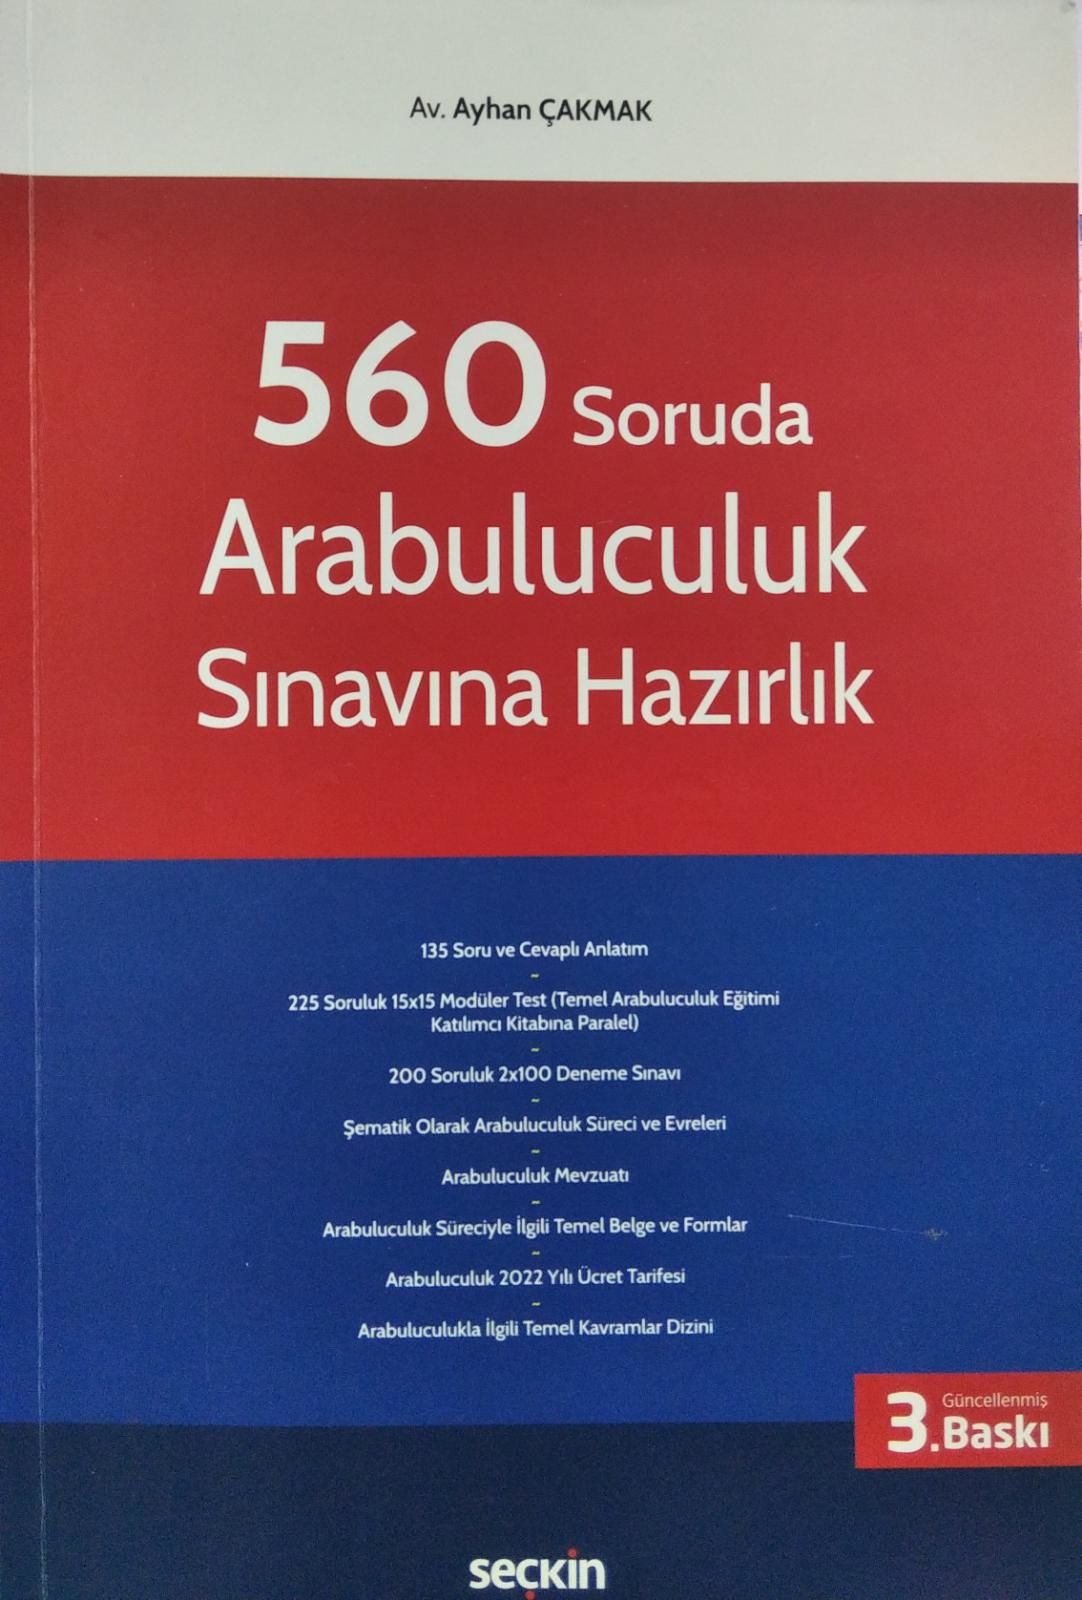 Av. Ayhan ÇAKMAK
560 Soruda
Arabuluculuk
Sınavına Hazırlık
135 Soru ve Cevaplı Anlatım
~
225 Soruluk 15x15 Modüler Test (Temel Arabuluculuk Eğitimi
Katılımcı Kitabına Paralel)
~
200 Soruluk 2x100 Deneme Sınavı
~
Şematik Olarak Arabuluculuk Süreci ve Evreleri
~
Arabuluculuk Mevzuatı
~
Arabuluculuk Süreciyle İlgili Temel Belge ve Formlar
~
Arabuluculuk 2022 Yılı Ücret Tarifesi
~
Arabuluculukla İlgili Temel Kavramlar Dizini
Güncellenmiş
3.Baskı
seçkin